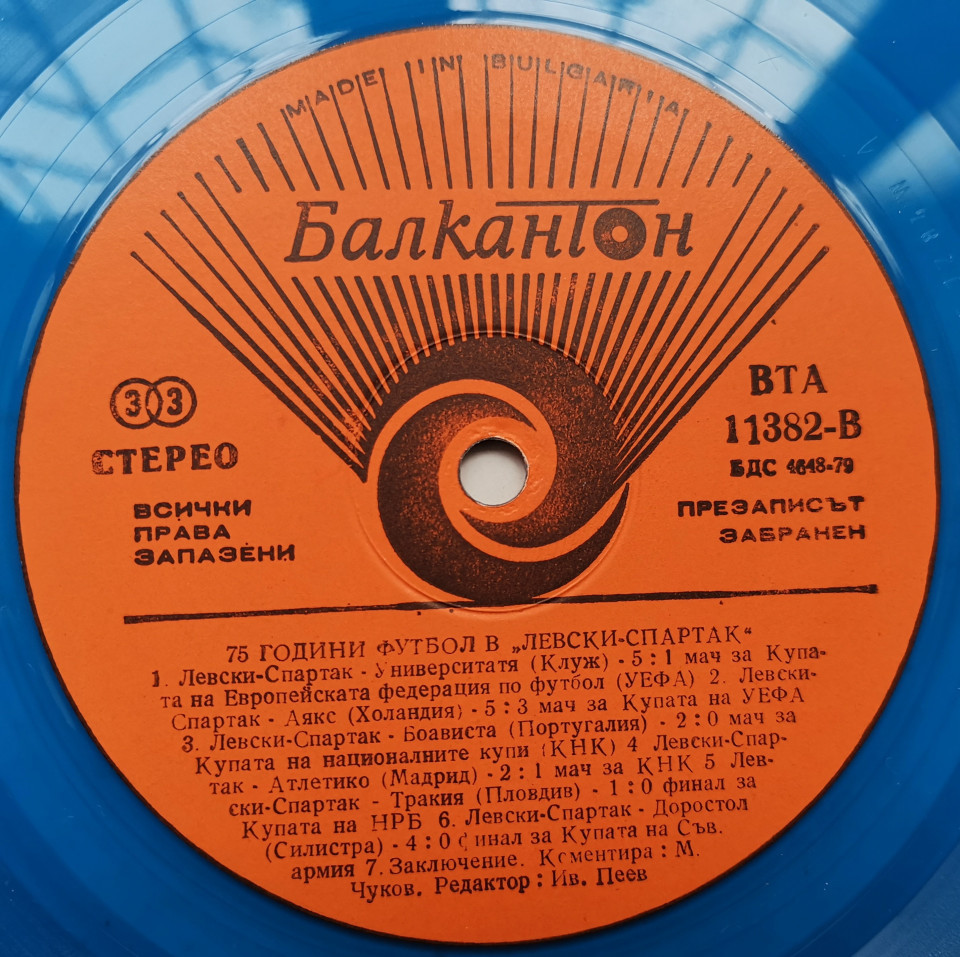 MADE IN BULGARIA
БалканТон
33
СТЕРЕО
ВСИЧКИ
ПРАВА
ЗАПАЗЕНИ
ВТА
11382-В
БДС 4648-79
ПРЕЗАПИСЪТ
ЗАБРАНЕН
75 ГОДИНИ ФУТБОЛ В „ЛЕВСКИ-СПАРТАК“
1. Левски-Спартак - Университатя (Клуж) - 5 : 1 мач за Купа-
та на Европейската федерация по футбол (УЕФА) 2. Левски-
Спартак - Аякс (Холандия) - 5 : 3 мач за Купата на УЕФА
3. Левски-Спартак - Боависта (Португалия) - 2 : 0 мач за
Купата на националните купи (КНК) 4 Левски-Спар-
так - Атлетико (Мадрид) - 2 : 1 мач за КНК 5 Лев-
ски-Спартак - Тракия (Пловдив) - 1 : 0 финал за
Купата на НРБ 6. Левски-Спартак - Доростол
(Силистра) - 4 : 0 финал за Купата на Съв.
армия 7. Заключение. Коментира : М.
Чуков. Редактор : Ив. Пеев